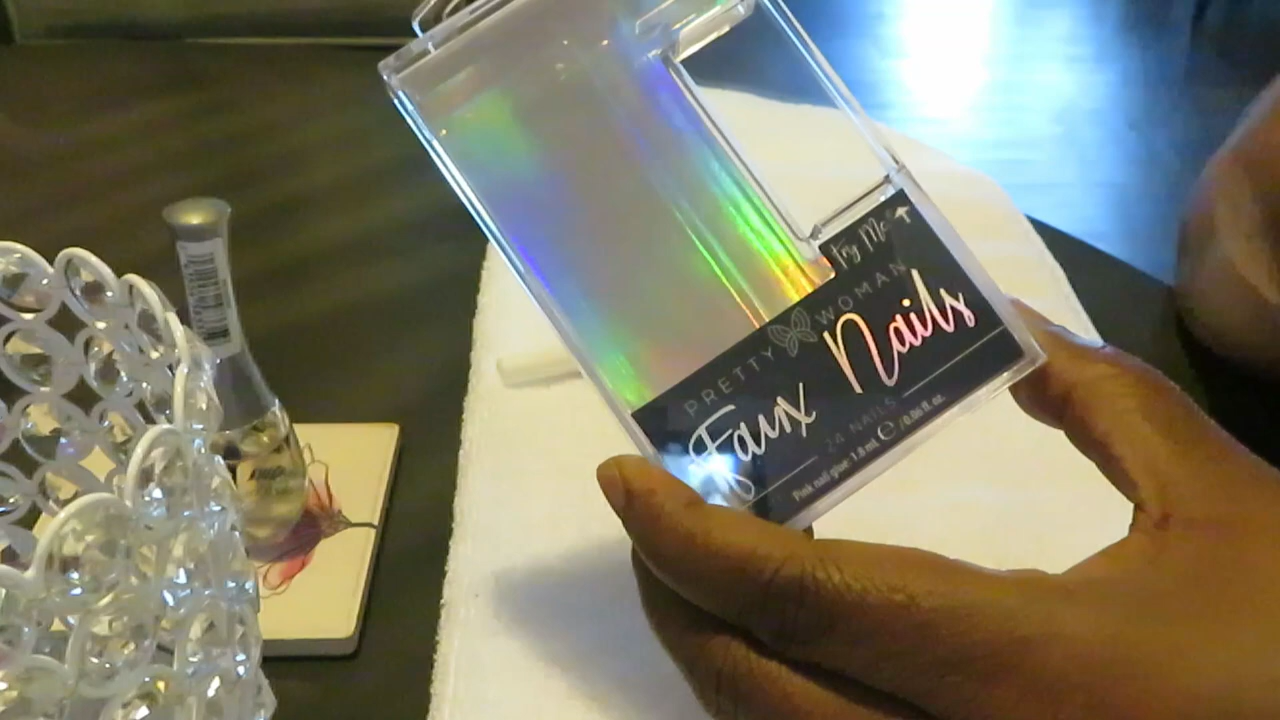 Try Me
PRETTY WOMAN
Faux Nails
24 NAILS
Pink nail glue: 1.8 mL ℮ / 0.06 fl. oz.